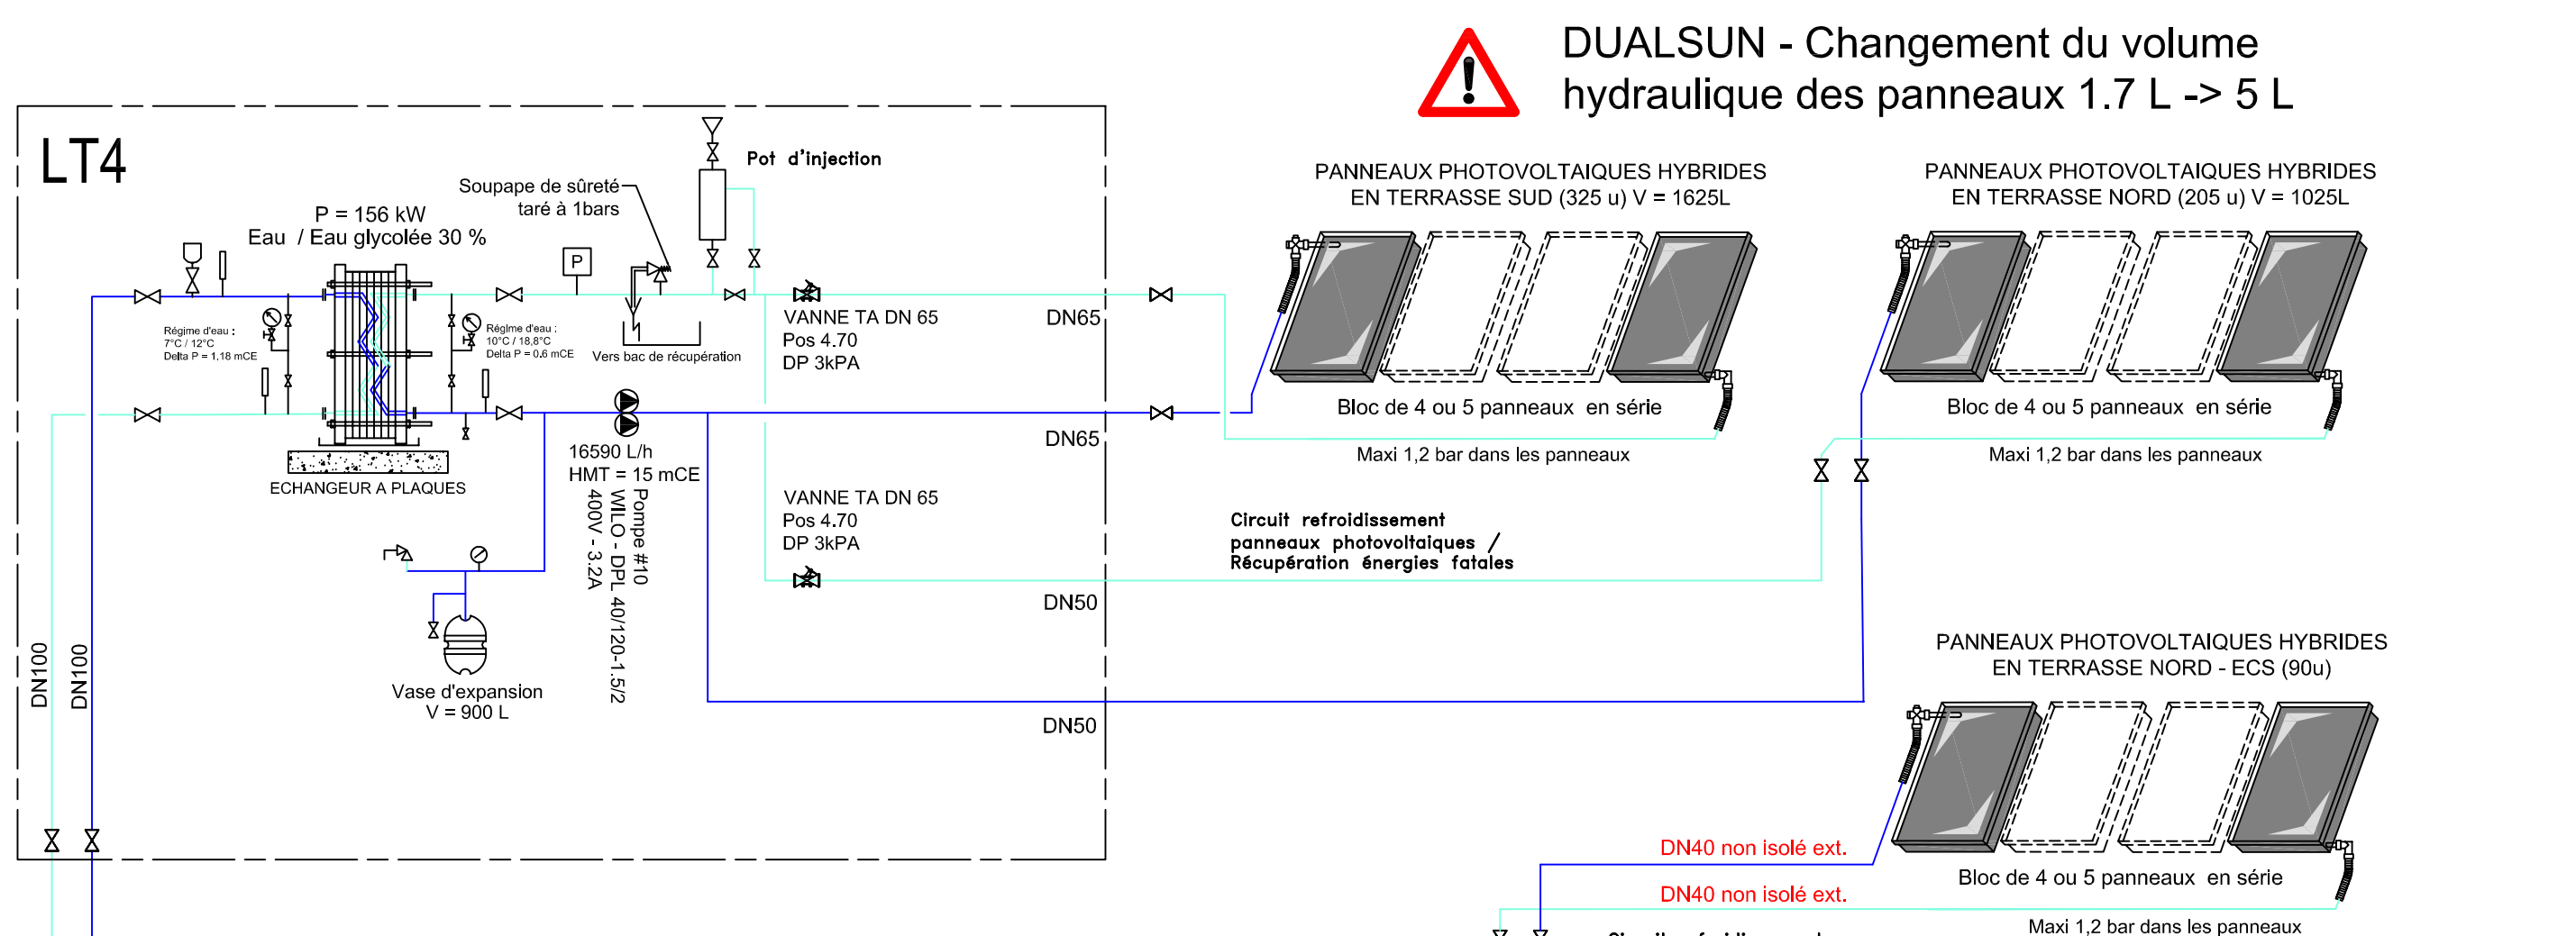 DUALSUN - Changement du volume
hydraulique des panneaux 1.7 L -> 5 L
LT4
Pot d'injection
Soupape de sûreté
taré à 1bars
P = 156 kW
Eau / Eau glycolée 30 %
P
Régime d'eau :
7°C / 12°C
Delta P = 1,18 mCE
Régime d'eau :
10°C / 18,8°C
Delta P = 0,6 mCE
Vers bac de récupération
VANNE TA DN 65
Pos 4.70
DP 3kPA
DN65
DN65
ECHANGEUR A PLAQUES
16590 L/h
HMT = 15 mCE
Pompe #10
WILO - DPL 40/120-1.5/2
400V - 3.2A
VANNE TA DN 65
Pos 4.70
DP 3kPA
DN50
DN50
Vase d'expansion
V = 900 L
DN100
DN100
PANNEAUX PHOTOVOLTAIQUES HYBRIDES
EN TERRASSE SUD (325 u) V = 1625L
Bloc de 4 ou 5 panneaux en série
Maxi 1,2 bar dans les panneaux
PANNEAUX PHOTOVOLTAIQUES HYBRIDES
EN TERRASSE NORD (205 u) V = 1025L
Bloc de 4 ou 5 panneaux en série
Maxi 1,2 bar dans les panneaux
Circuit refroidissement
panneaux photovoltaiques /
Récupération énergies fatales
PANNEAUX PHOTOVOLTAIQUES HYBRIDES
EN TERRASSE NORD - ECS (90u)
DN40 non isolé ext.
DN40 non isolé ext.
Bloc de 4 ou 5 panneaux en série
Maxi 1,2 bar dans les panneaux